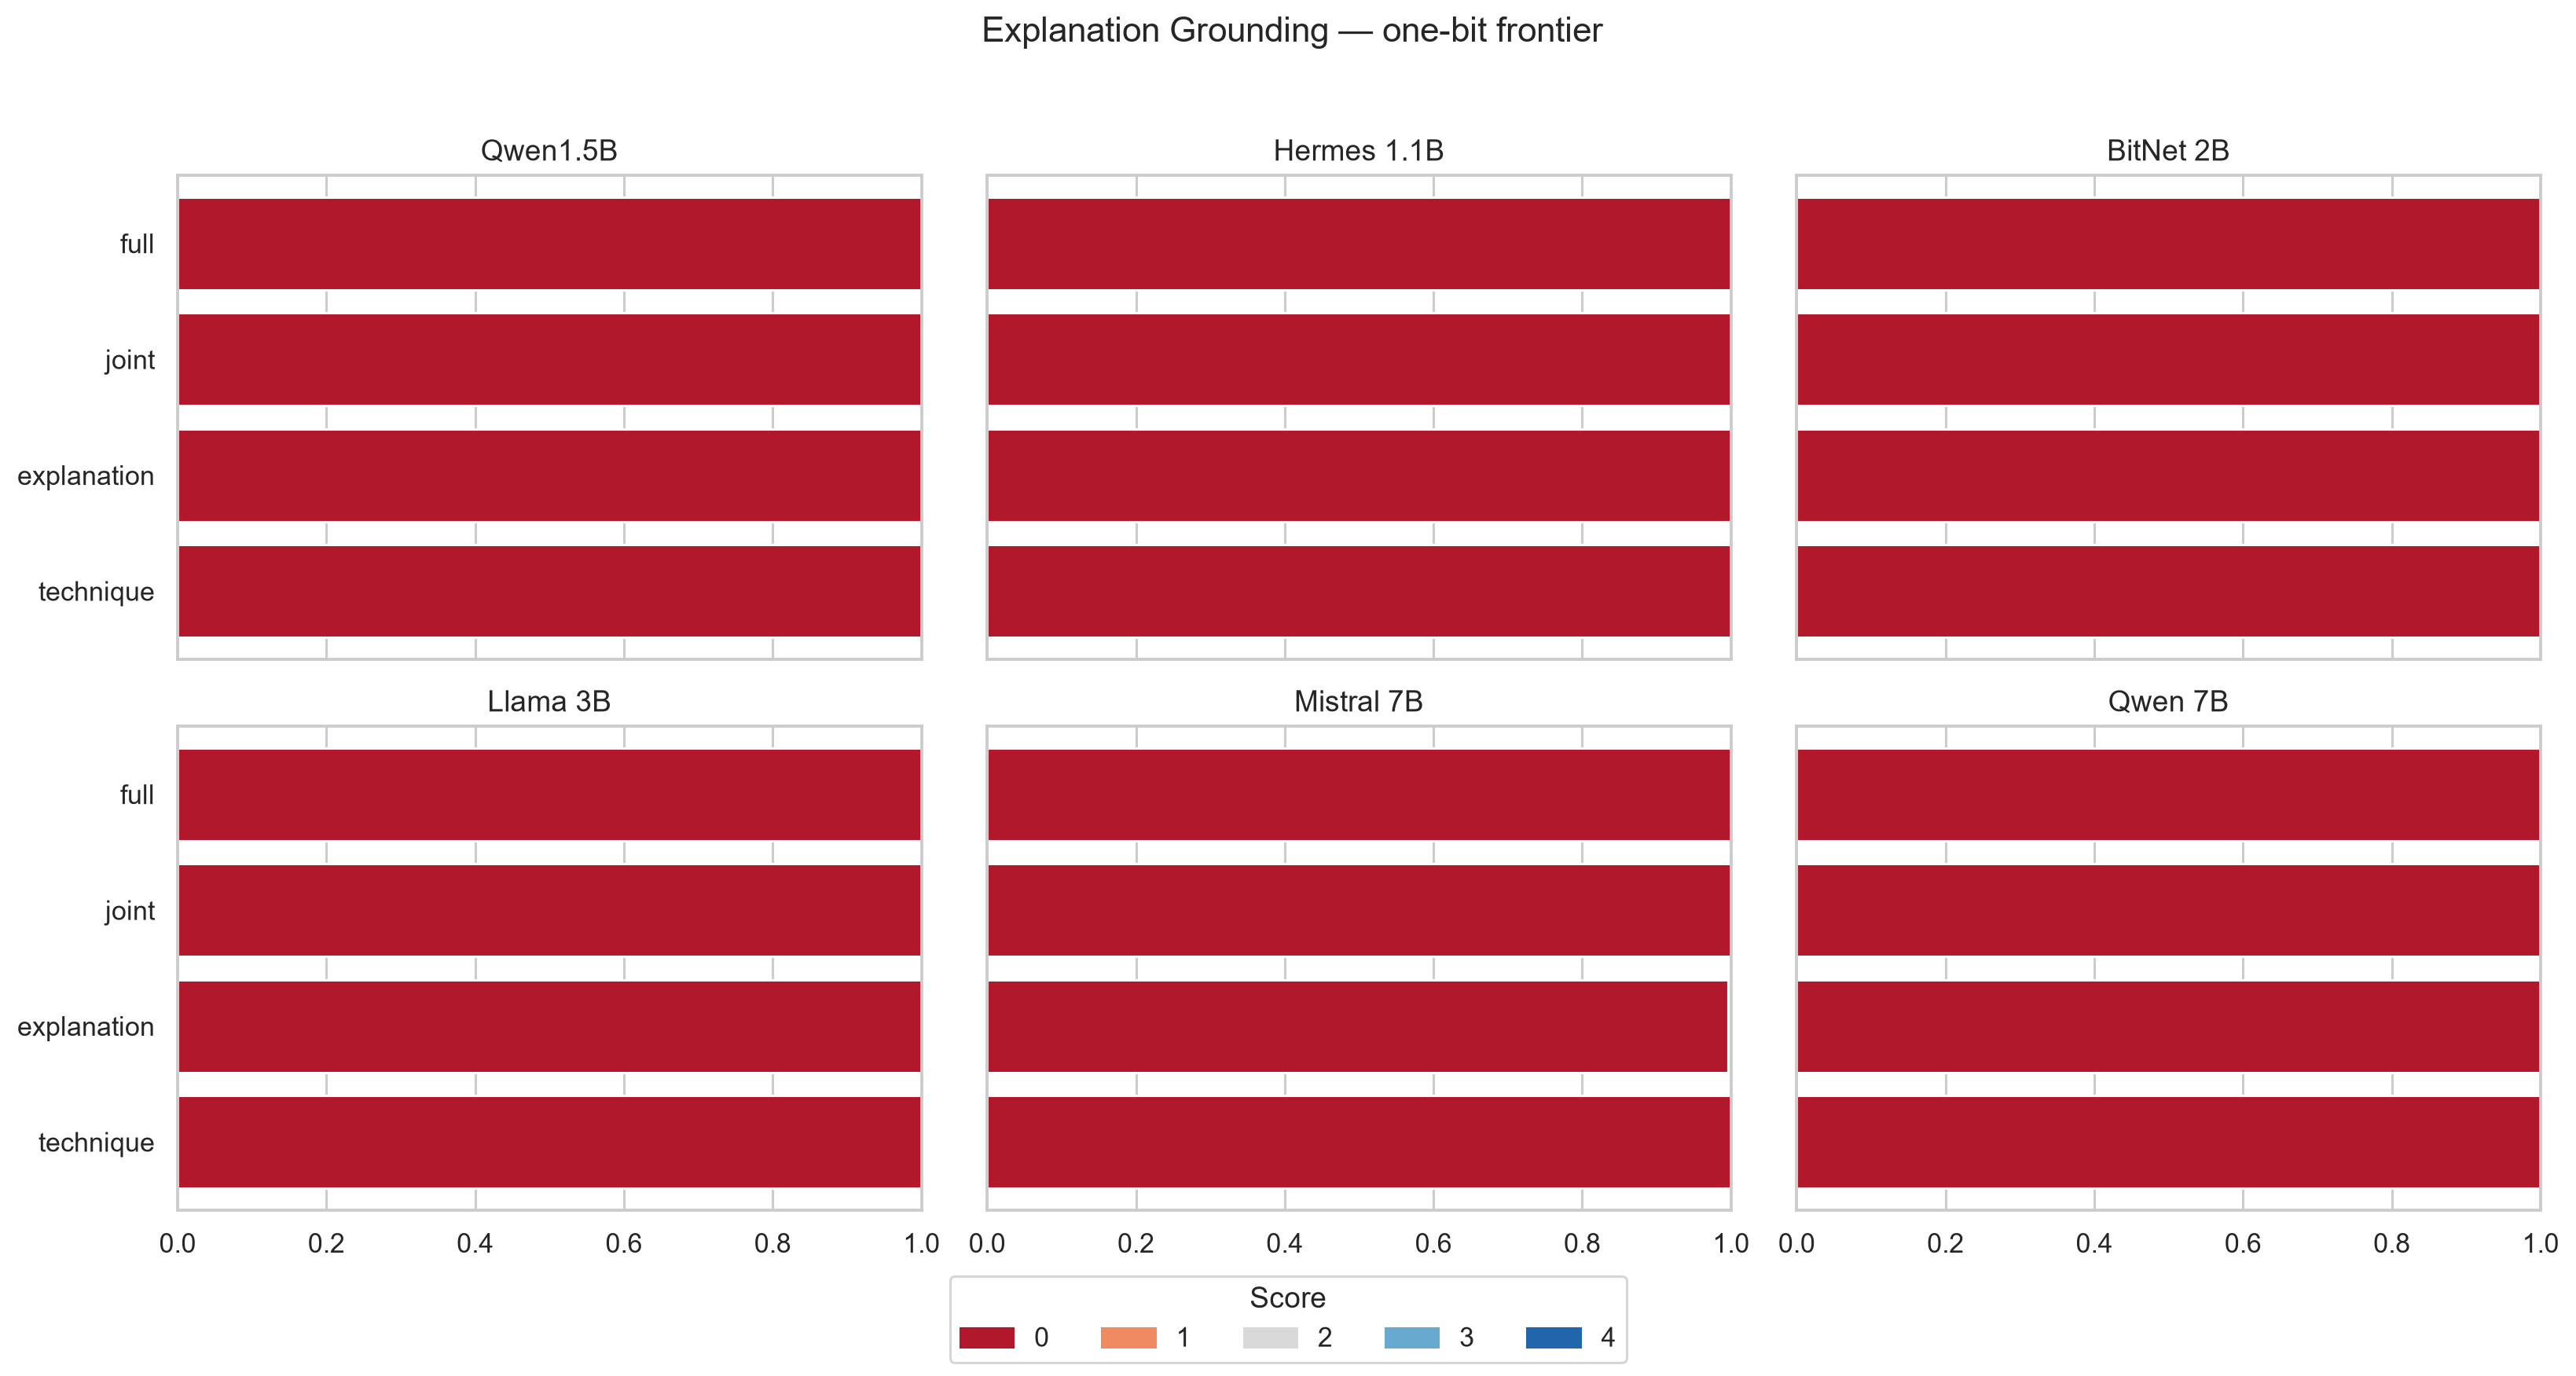 Explanation Grounding — one-bit frontier
Qwen1.5B
Hermes 1.1B
BitNet 2B
full
joint
explanation
technique
Llama 3B
Mistral 7B
Qwen 7B
full
joint
explanation
technique
0.0 0.2 0.4 0.6 0.8 1.0 0.0 0.2 0.4 0.6 0.8 1.0 0.0 0.2 0.4 0.6 0.8 1.0
Score
0 1 2 3 4